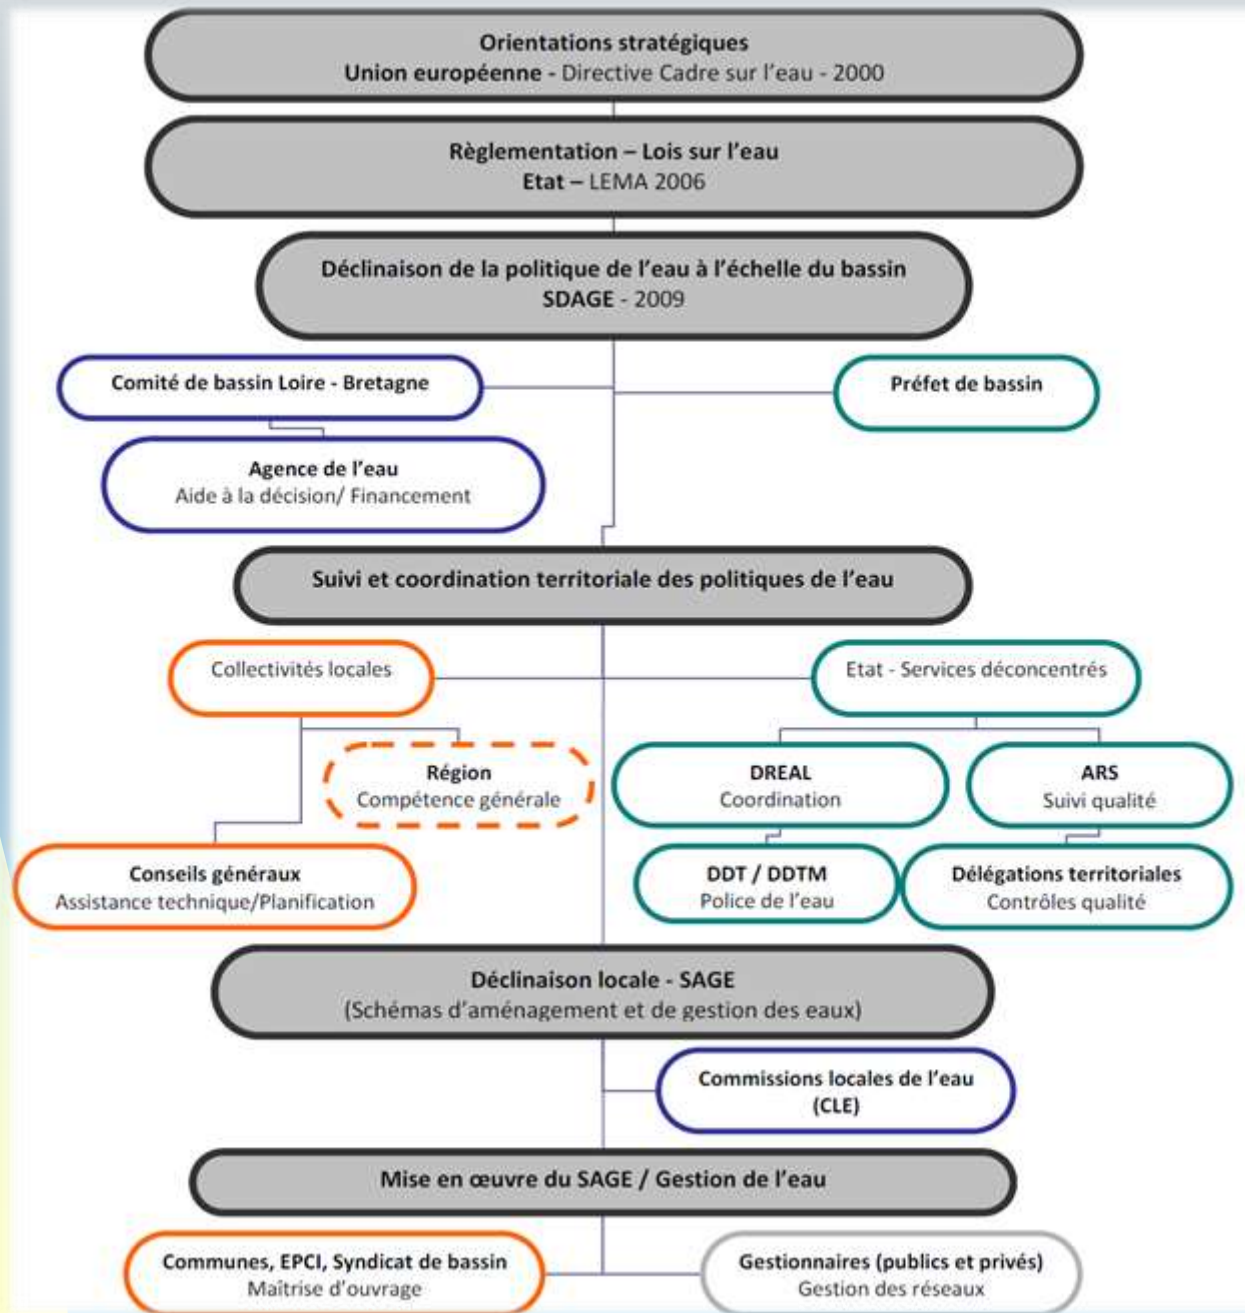 Orientations stratégiques
Union européenne - Directive Cadre sur l'eau - 2000
Règlementation – Lois sur l'eau
Etat – LEMA 2006
Déclinaison de la politique de l'eau à l'échelle du bassin
SDAGE - 2009
Comité de bassin Loire - Bretagne
Préfet de bassin
Agence de l'eau
Aide à la décision/ Financement
Suivi et coordination territoriale des politiques de l'eau
Collectivités locales
Etat - Services déconcentrés
Région
Compétence générale
DREAL
Coordination
ARS
Suivi qualité
Conseils généraux
Assistance technique/Planification
DDT / DDTM
Police de l'eau
Délégations territoriales
Contrôles qualité
Déclinaison locale - SAGE
(Schémas d'aménagement et de gestion des eaux)
Commissions locales de l'eau
(CLE)
Mise en œuvre du SAGE / Gestion de l'eau
Communes, EPCI, Syndicat de bassin
Maîtrise d'ouvrage
Gestionnaires (publics et privés)
Gestion des réseaux